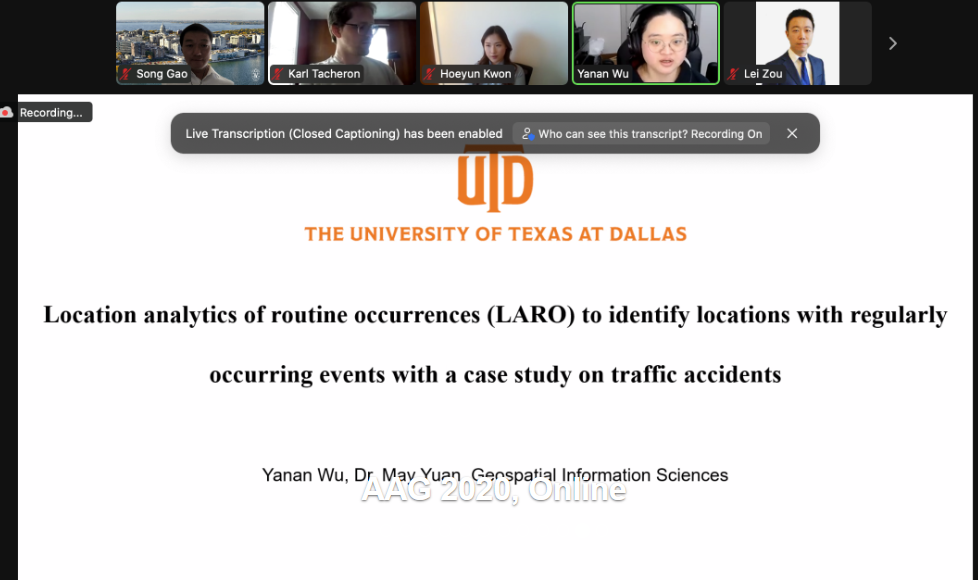 Song Gao
Karl Tacheron
Hoeyun Kwon
Yanan Wu
Lei Zou
Recording...
Live Transcription (Closed Captioning) has been enabled
Who can see this transcript? Recording On
UTD
THE UNIVERSITY OF TEXAS AT DALLAS
Location analytics of routine occurrences (LARO) to identify locations with regularly
occurring events with a case study on traffic accidents
Yanan Wu, Dr. May Yuan, Geospatial Information Sciences
AAG 2020, Online